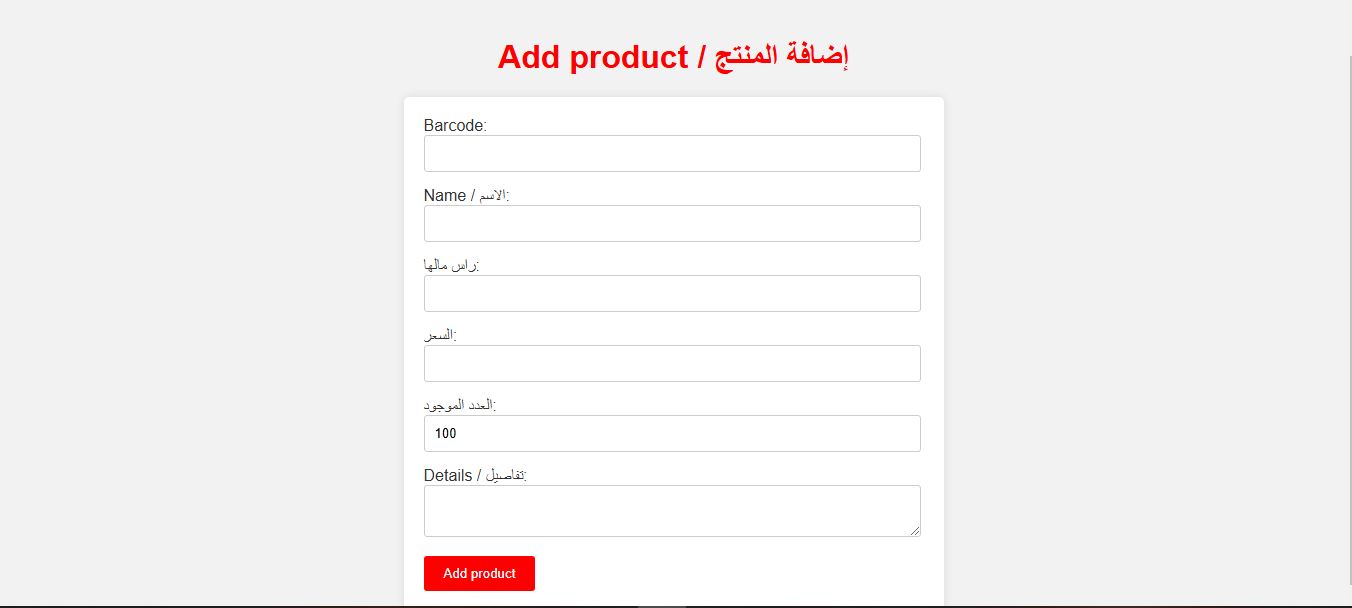 Add product / إضافة المنتج
Barcode:
Name / الاسم:
راس مالها:
السعر:
العدد الموجود:
100
Details / تفاصيل:
Add product